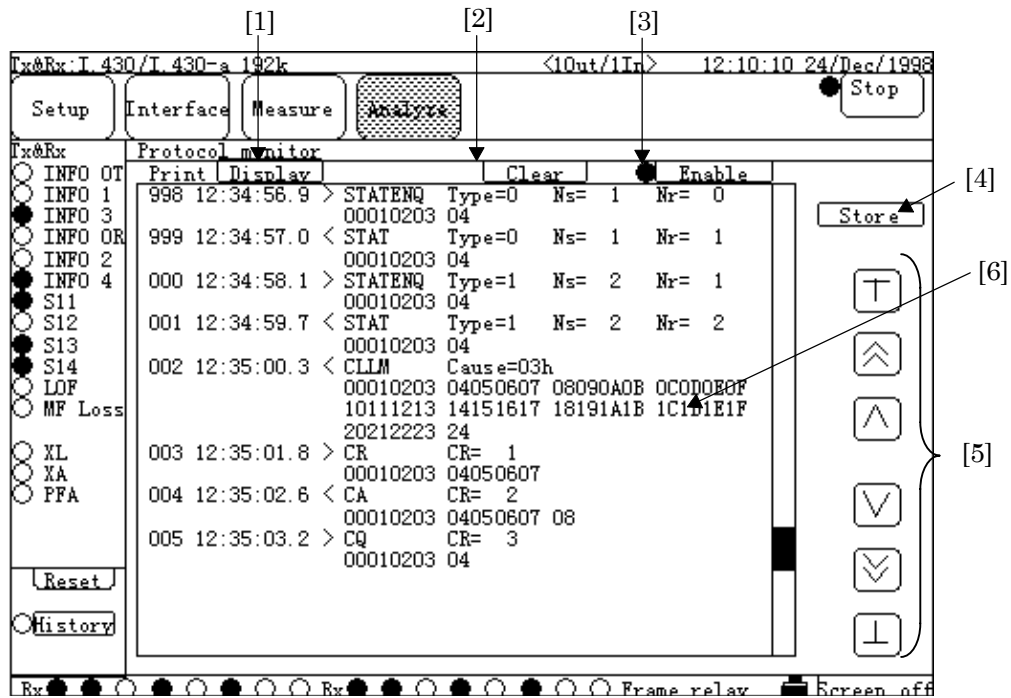 [1] [2] [3]
Tx&Rx:I.430/I.430-a 192k <1Out/1In> 12:10:10 24/Dec/1998
Setup Interface Measure Analyze Stop
Tx&Rx Protocol monitor
Print Display Clear Enable
INFO OT
INFO 1
INFO 3
INFO OR
INFO 2
INFO 4
S11
S12
S13
S14
LOF
MF Loss
XL
XA
PFA
Reset
History
998 12:34:56.9 > STATENQ Type=0 Ns= 1 Nr= 0
00010203 04
999 12:34:57.0 < STAT Type=0 Ns= 1 Nr= 1
00010203 04
000 12:34:58.1 > STATENQ Type=1 Ns= 2 Nr= 1
00010203 04
001 12:34:59.7 < STAT Type=1 Ns= 2 Nr= 2
00010203 04
002 12:35:00.3 < CLLM Cause=03h
00010203 04050607 08090A0B 0C0D0E0F
10111213 14151617 18191A1B 1C1D1E1F
20212223 24
003 12:35:01.8 > CR CR= 1
00010203 04050607
004 12:35:02.6 < CA CR= 2
00010203 04050607 08
005 12:35:03.2 > CQ CR= 3
00010203 04
[4]
Store
[6]
[5]
Rx Rx Frame relay Screen off